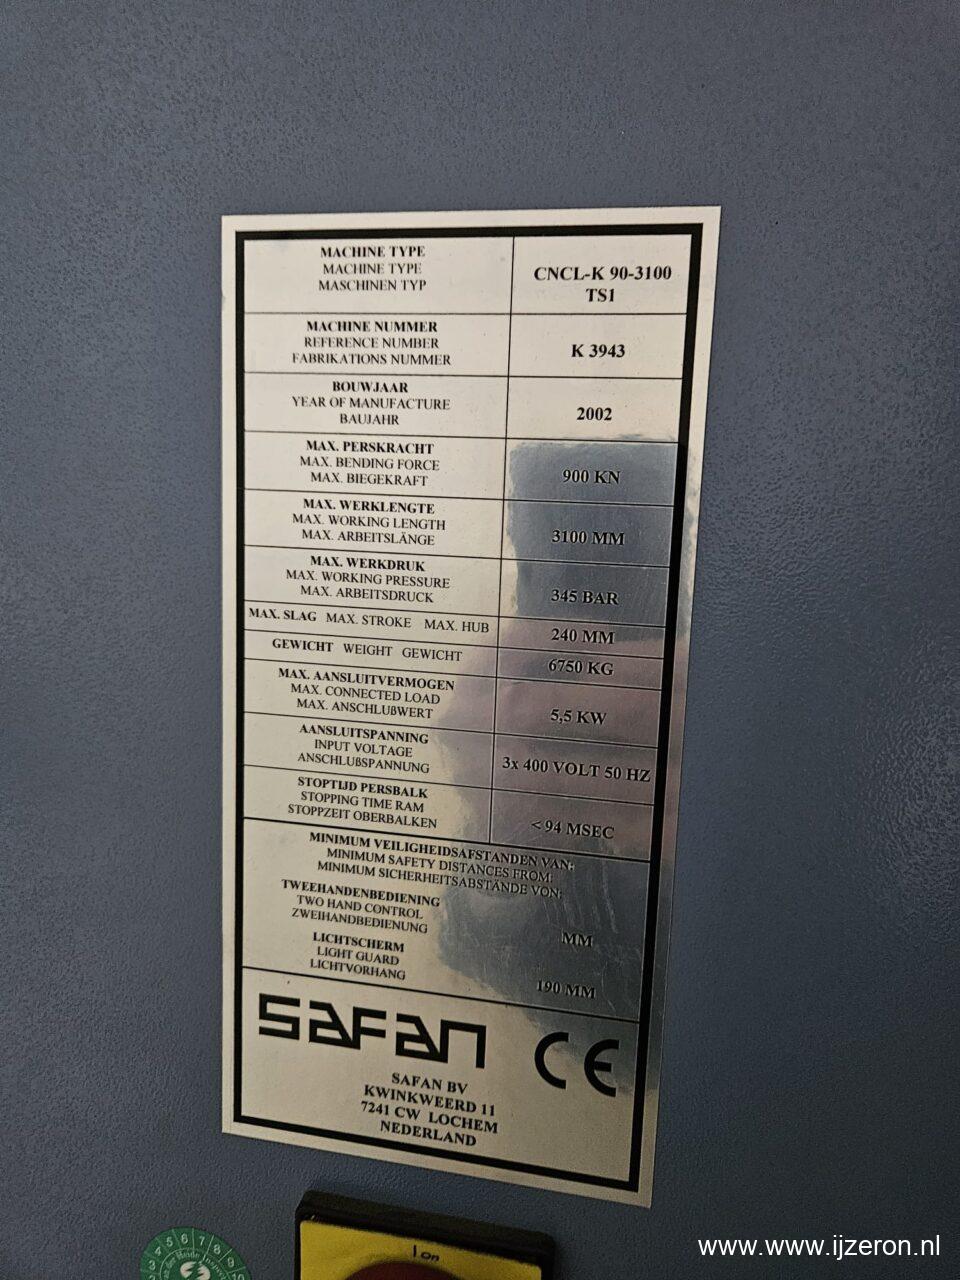 MACHINE TYPE
MACHINE TYPE
MASCHINEN TYP
CNCL-K 90-3100
TS1
MACHINE NUMMER
REFERENCE NUMBER
FABRIKATIONS NUMMER
K 3943
BOUWJAAR
YEAR OF MANUFACTURE
BAUJAHR
2002
MAX. PERSKRACHT
MAX. BENDING FORCE
MAX. BIEGEKRAFT
900 KN
MAX. WERKLENGTE
MAX. WORKING LENGTH
MAX. ARBEITSLÄNGE
3100 MM
MAX. WERKDRUK
MAX. WORKING PRESSURE
MAX. ARBEITSDRUCK
345 BAR
MAX. SLAG MAX. STROKE MAX. HUB
240 MM
GEWICHT WEIGHT GEWICHT
6750 KG
MAX. AANSLUITVERMOGEN
MAX. CONNECTED LOAD
MAX. ANSCHLUßWERT
5,5 KW
AANSLUITSPANNING
INPUT VOLTAGE
ANSCHLUßSPANNUNG
3x 400 VOLT 50 HZ
STOPTIJD PERSBALK
STOPPING TIME RAM
STOPPZEIT OBERBALKEN
< 94 MSEC
MINIMUM VEILIGHEIDSAFSTANDEN VAN:
MINIMUM SAFETY DISTANCES FROM:
MINIMUM SICHERHEITSABSTÄNDE VON:
TWEEHANDENBEDIENING
TWO HAND CONTROL
ZWEIHANDBEDIENUNG
MM
LICHTSCHERM
LIGHT GUARD
LICHTVORHANG
190 MM
SAFAN CE
SAFAN BV
KWINKWEERD 11
7241 CW LOCHEM
NEDERLAND
I on
4 5 6 7 8 9
www.www.ijzeron.nl